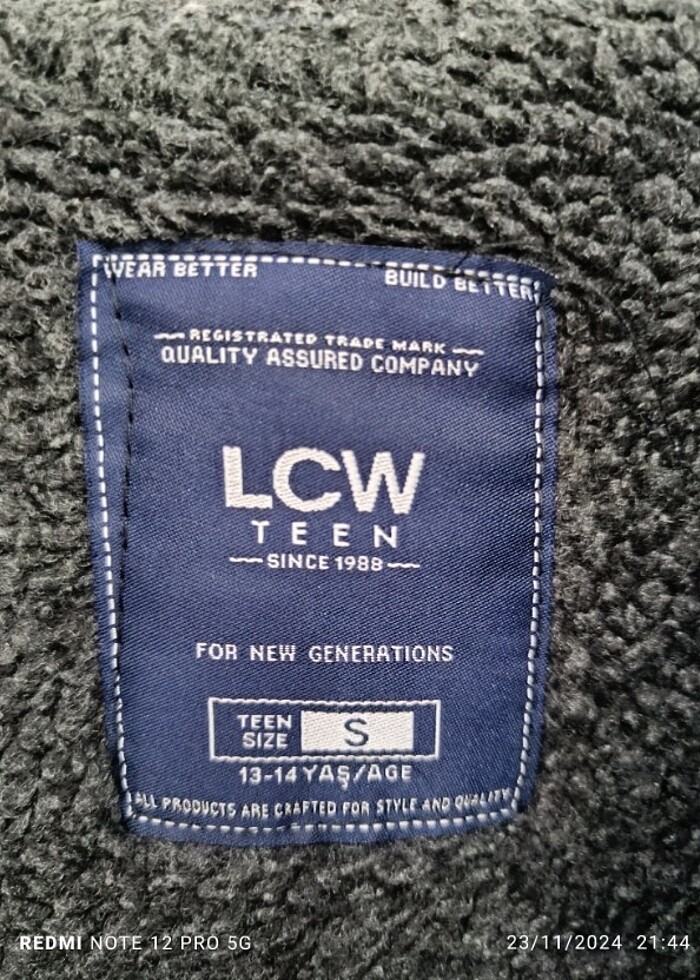 WEAR BETTER BUILD BETTER
REGISTRATED TRADE MARK
QUALITY ASSURED COMPANY
LCW
TEEN
SINCE 1988
FOR NEW GENERATIONS
TEEN
SIZE
S
13-14 YAŞ/AGE
ALL PRODUCTS ARE CRAFTED FOR STYLE AND QUALITY
REDMI NOTE 12 PRO 5G 23/11/2024 21:44